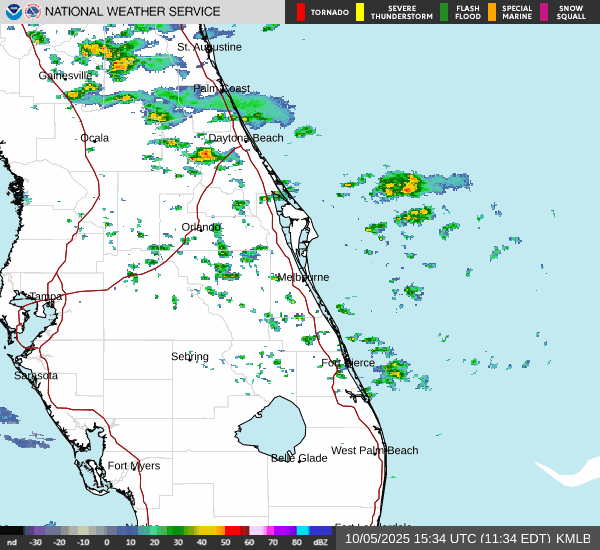 NATIONAL WEATHER SERVICE
TORNADO
SEVERE THUNDERSTORM
FLASH FLOOD
SPECIAL MARINE
SNOW SQUALL
St. Augustine
Gainesville
Palm Coast
Ocala
Daytona Beach
Orlando
Melbourne
Tampa
Sebring
Fort Pierce
Sarasota
West Palm Beach
Belle Glade
Fort Myers
Fort Lauderdale
nd -30 -20 -10 0 10 20 30 40 50 60 70 80 dBZ
10/05/2025 15:34 UTC (11:34 EDT) KMLB